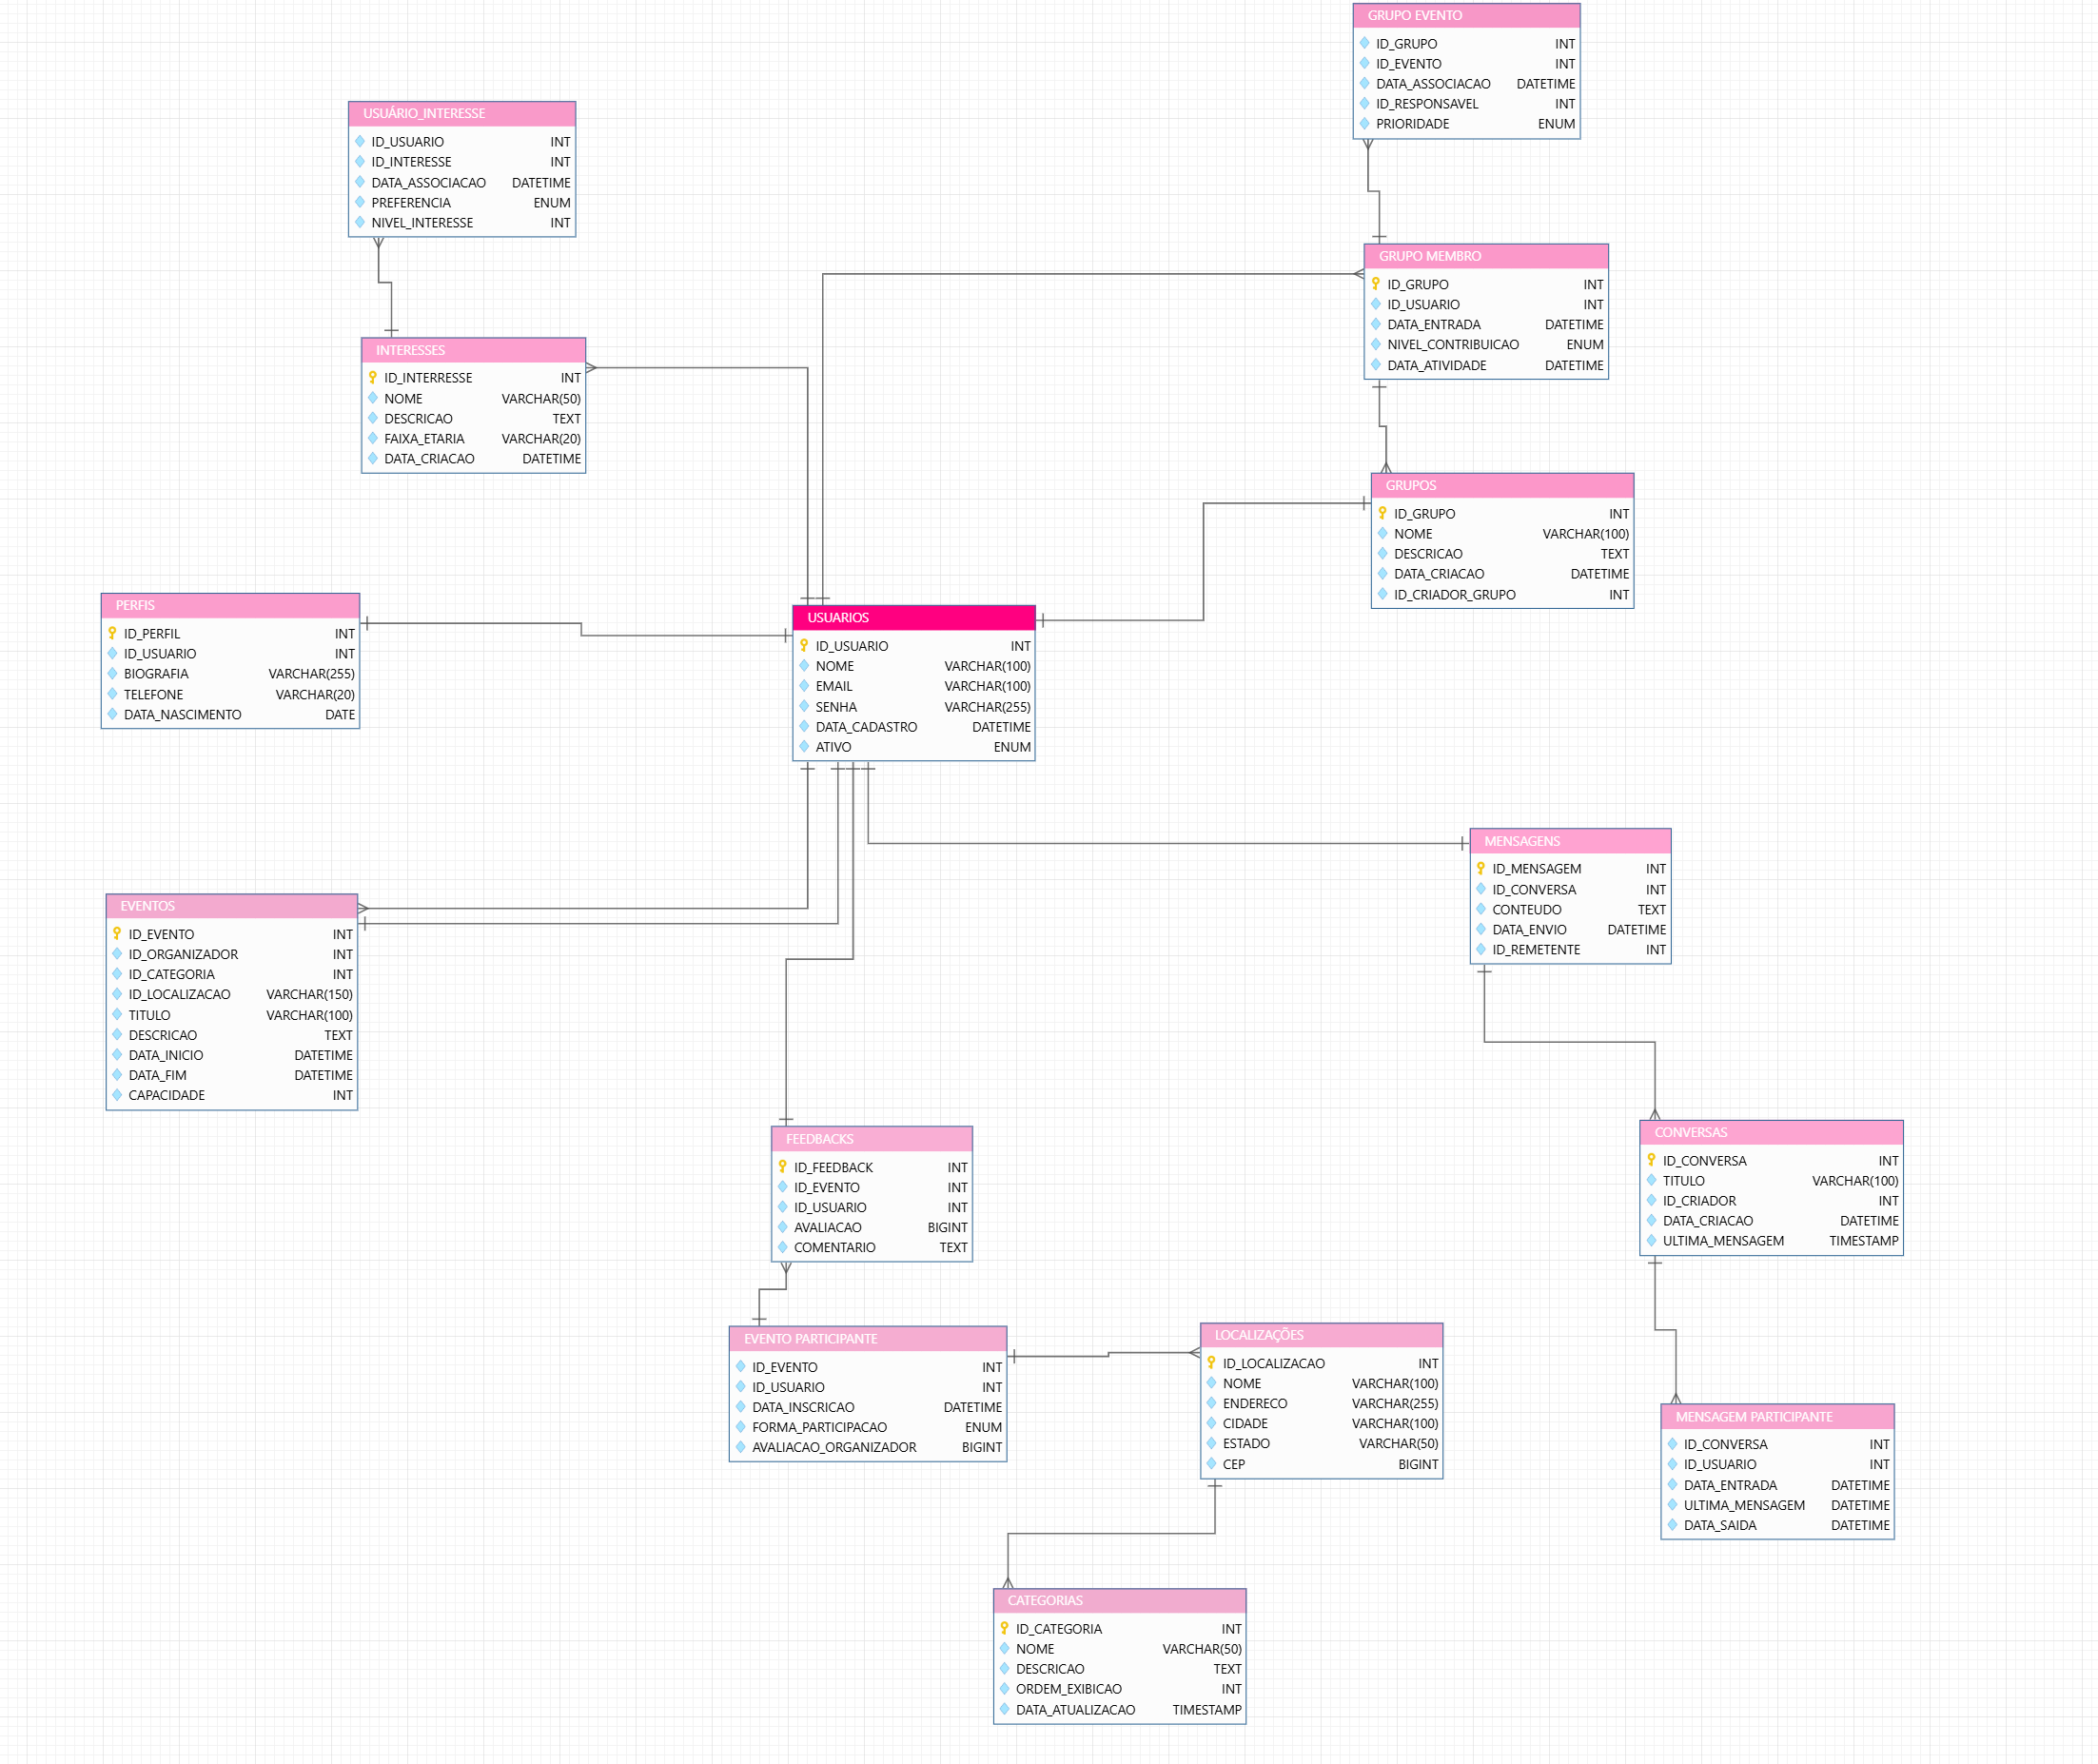 GRUPO EVENTO
ID_GRUPO INT
ID_EVENTO INT
DATA_ASSOCIACAO DATETIME
ID_RESPONSAVEL INT
PRIORIDADE ENUM
USUÁRIO_INTERESSE
ID_USUARIO INT
ID_INTERESSE INT
DATA_ASSOCIACAO DATETIME
PREFERENCIA ENUM
NIVEL_INTERESSE INT
GRUPO MEMBRO
ID_GRUPO INT
ID_USUARIO INT
DATA_ENTRADA DATETIME
NIVEL_CONTRIBUICAO ENUM
DATA_ATIVIDADE DATETIME
INTERESSES
ID_INTERRESSE INT
NOME VARCHAR(50)
DESCRICAO TEXT
FAIXA_ETARIA VARCHAR(20)
DATA_CRIACAO DATETIME
GRUPOS
ID_GRUPO INT
NOME VARCHAR(100)
DESCRICAO TEXT
DATA_CRIACAO DATETIME
ID_CRIADOR_GRUPO INT
PERFIS
ID_PERFIL INT
ID_USUARIO INT
BIOGRAFIA VARCHAR(255)
TELEFONE VARCHAR(20)
DATA_NASCIMENTO DATE
USUARIOS
ID_USUARIO INT
NOME VARCHAR(100)
EMAIL VARCHAR(100)
SENHA VARCHAR(255)
DATA_CADASTRO DATETIME
ATIVO ENUM
MENSAGENS
ID_MENSAGEM INT
ID_CONVERSA INT
CONTEUDO TEXT
DATA_ENVIO DATETIME
ID_REMETENTE INT
EVENTOS
ID_EVENTO INT
ID_ORGANIZADOR INT
ID_CATEGORIA INT
ID_LOCALIZACAO VARCHAR(150)
TITULO VARCHAR(100)
DESCRICAO TEXT
DATA_INICIO DATETIME
DATA_FIM DATETIME
CAPACIDADE INT
FEEDBACKS
ID_FEEDBACK INT
ID_EVENTO INT
ID_USUARIO INT
AVALIACAO BIGINT
COMENTARIO TEXT
CONVERSAS
ID_CONVERSA INT
TITULO VARCHAR(100)
ID_CRIADOR INT
DATA_CRIACAO DATETIME
ULTIMA_MENSAGEM TIMESTAMP
EVENTO PARTICIPANTE
ID_EVENTO INT
ID_USUARIO INT
DATA_INSCRICAO DATETIME
FORMA_PARTICIPACAO ENUM
AVALIACAO_ORGANIZADOR BIGINT
LOCALIZAÇÕES
ID_LOCALIZACAO INT
NOME VARCHAR(100)
ENDERECO VARCHAR(255)
CIDADE VARCHAR(100)
ESTADO VARCHAR(50)
CEP BIGINT
MENSAGEM PARTICIPANTE
ID_CONVERSA INT
ID_USUARIO INT
DATA_ENTRADA DATETIME
ULTIMA_MENSAGEM DATETIME
DATA_SAIDA DATETIME
CATEGORIAS
ID_CATEGORIA INT
NOME VARCHAR(50)
DESCRICAO TEXT
ORDEM_EXIBICAO INT
DATA_ATUALIZACAO TIMESTAMP